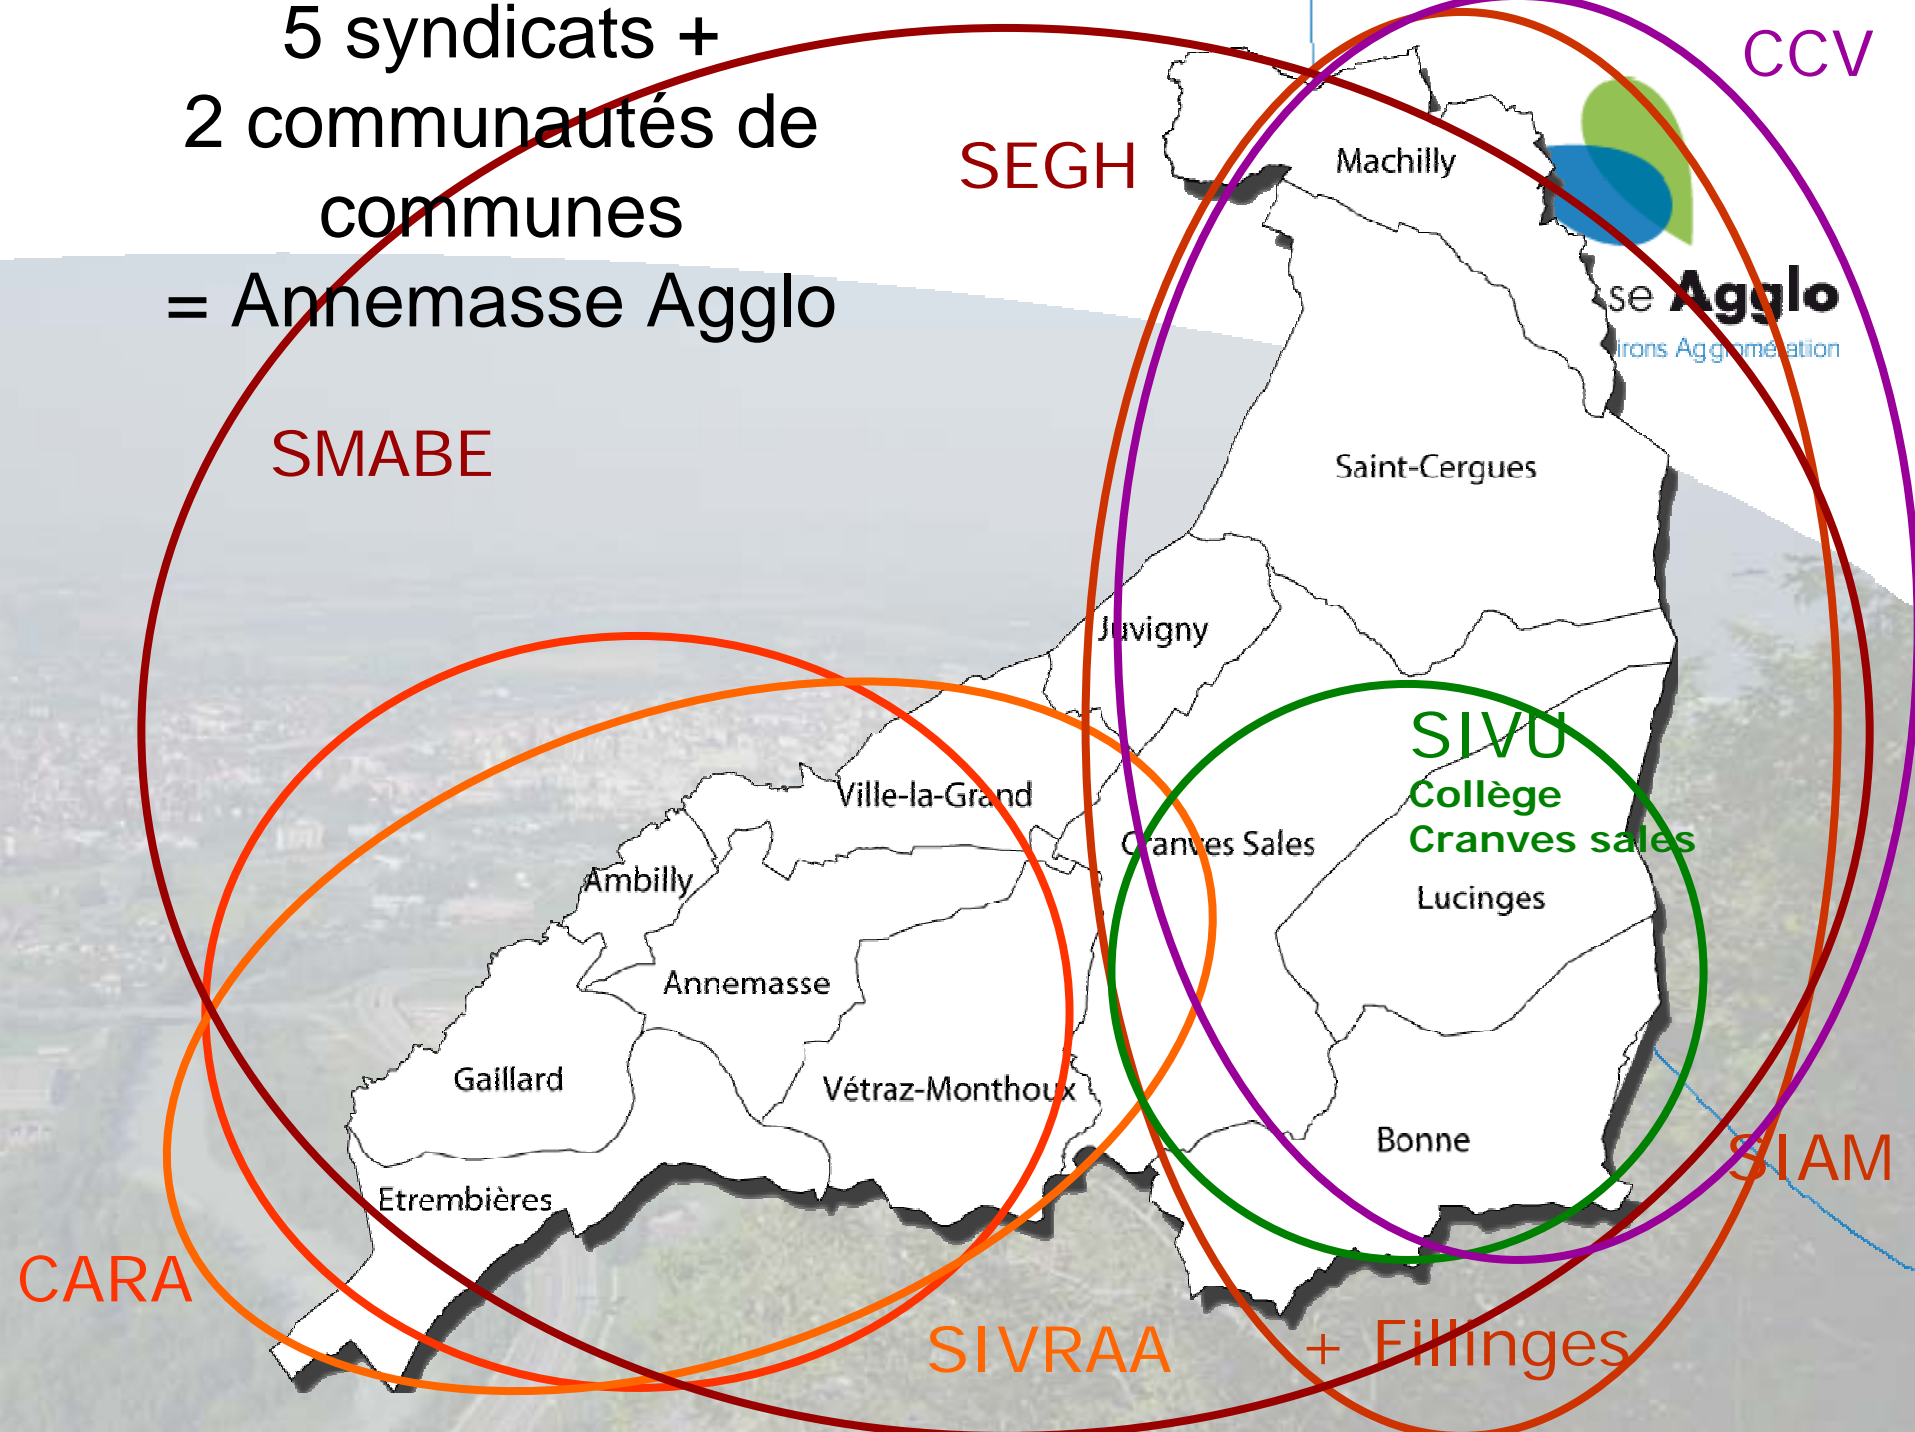 5 syndicats +
2 communautés de
communes
= Annemasse Agglo
CCV
SEGH
Machilly
se Agglo
irons Agglomération
SMABE
Saint-Cergues
Juvigny
SIVU
Collège
Cranves sales
Ville-la-Grand
Cranves Sales
Ambilly
Lucinges
Annemasse
Gaillard
Vétraz-Monthoux
Bonne
SIAM
Etrembières
CARA
SIVRAA
+ Fillinges